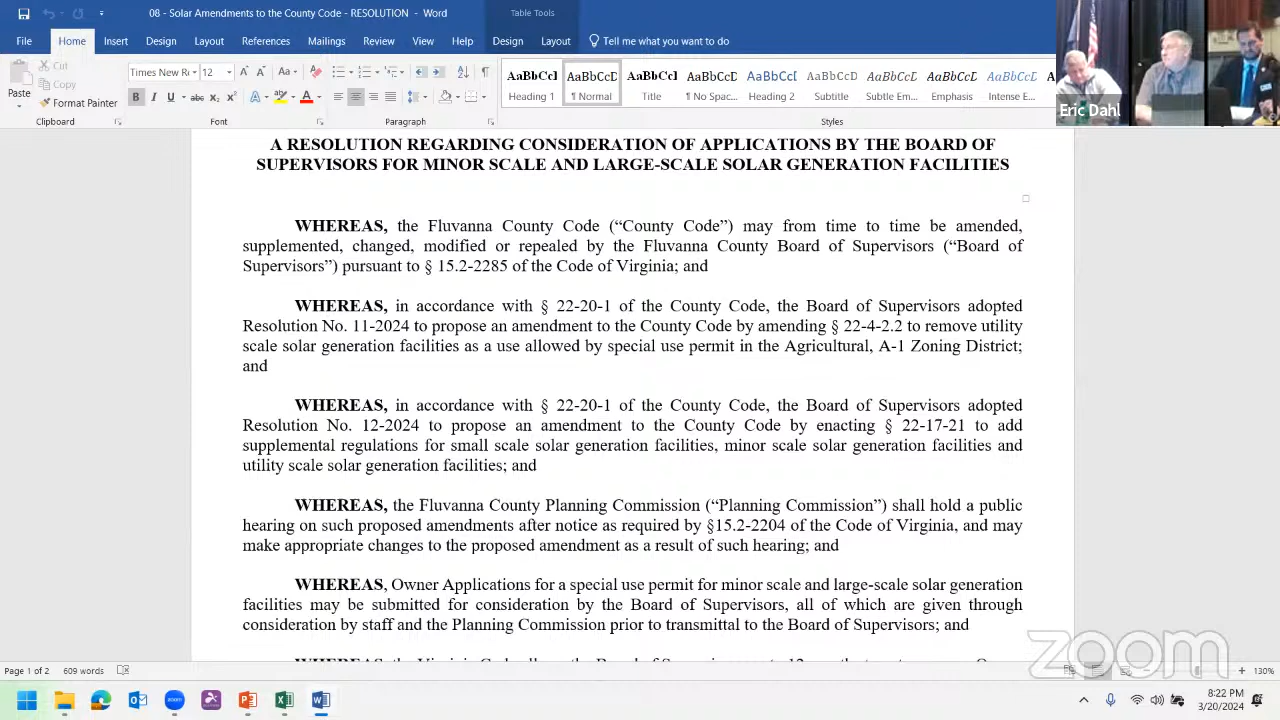 08 - Solar Amendments to the County Code - RESOLUTION - Word
Table Tools
File Home Insert Design Layout References Mailings Review View Help Design Layout Tell me what you want to do
Paste
Copy
Format Painter
Clipboard
Times New Ro 12
Font
Paragraph
AaBbCcI AaBbCcD AaBbCcI AaBbCcD AaBbCcl AaBbCcD AaBbCcD AaBbCcD AaBbCcD
Heading 1 ¶ Normal Title ¶ No Spac... Heading 2 Subtitle Subtle Em... Emphasis Intense E...
Styles
Eric Dahl
A RESOLUTION REGARDING CONSIDERATION OF APPLICATIONS BY THE BOARD OF
SUPERVISORS FOR MINOR SCALE AND LARGE-SCALE SOLAR GENERATION FACILITIES
WHEREAS, the Fluvanna County Code (“County Code”) may from time to time be amended,
supplemented, changed, modified or repealed by the Fluvanna County Board of Supervisors (“Board of
Supervisors”) pursuant to § 15.2-2285 of the Code of Virginia; and
WHEREAS, in accordance with § 22-20-1 of the County Code, the Board of Supervisors adopted
Resolution No. 11-2024 to propose an amendment to the County Code by amending § 22-4-2.2 to remove utility
scale solar generation facilities as a use allowed by special use permit in the Agricultural, A-1 Zoning District;
and
WHEREAS, in accordance with § 22-20-1 of the County Code, the Board of Supervisors adopted
Resolution No. 12-2024 to propose an amendment to the County Code by enacting § 22-17-21 to add
supplemental regulations for small scale solar generation facilities, minor scale solar generation facilities and
utility scale solar generation facilities; and
WHEREAS, the Fluvanna County Planning Commission (“Planning Commission”) shall hold a public
hearing on such proposed amendments after notice as required by §15.2-2204 of the Code of Virginia, and may
make appropriate changes to the proposed amendment as a result of such hearing; and
WHEREAS, Owner Applications for a special use permit for minor scale and large-scale solar generation
facilities may be submitted for consideration by the Board of Supervisors, all of which are given through
consideration by staff and the Planning Commission prior to transmittal to the Board of Supervisors; and
zoom
Page 1 of 2 609 words
130%
8:22 PM
3/20/2024